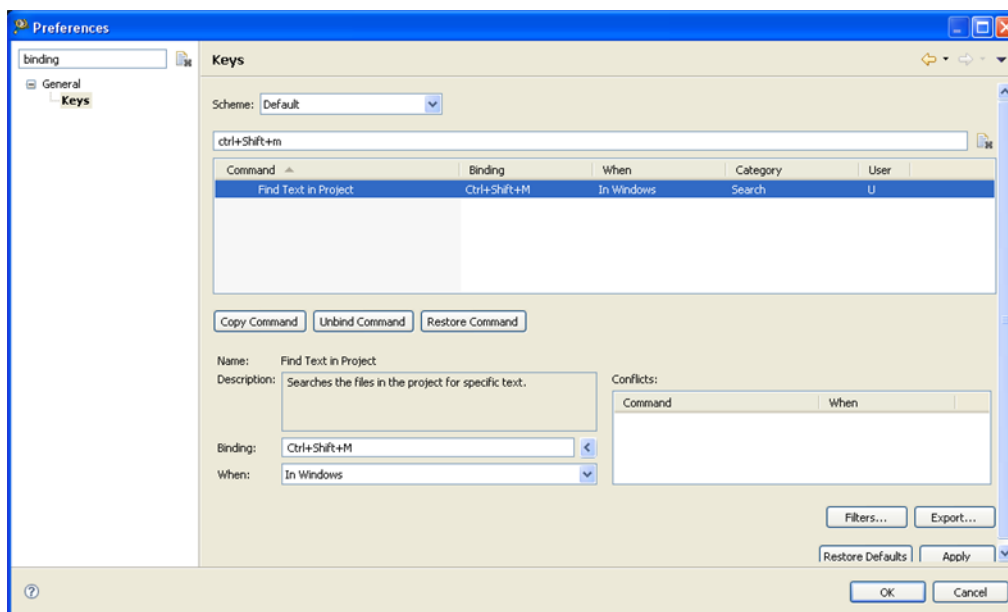 Preferences
binding
Keys
General
Keys
Scheme: Default
ctrl+Shift+m
Command Binding When Category User
Find Text in Project Ctrl+Shift+M In Windows Search U
Copy Command Unbind Command Restore Command
Name: Find Text in Project
Description: Searches the files in the project for specific text.
Conflicts:
Command When
Binding: Ctrl+Shift+M
When: In Windows
Filters... Export...
Restore Defaults Apply
OK Cancel